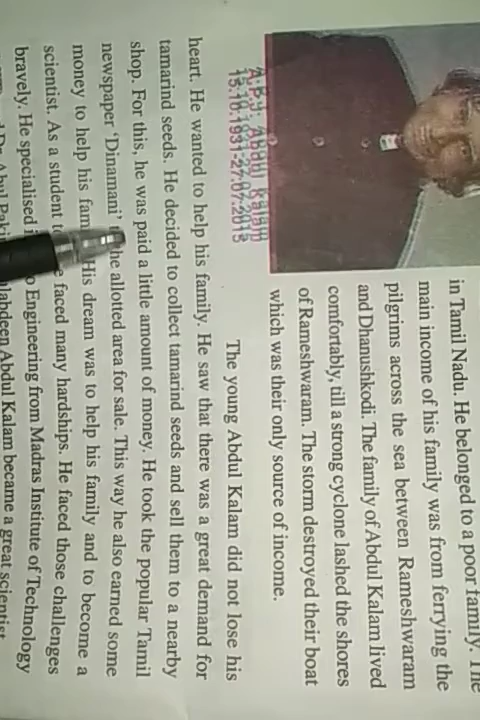 A.P.J. Abdul Kalam
15.10.1931-27.07.2015
in Tamil Nadu. He belonged to a poor family. The
main income of his family was from ferrying the
pilgrims across the sea between Rameshwaram
and Dhanushkodi. The family of Abdul Kalam lived
comfortably, till a strong cyclone lashed the shores
of Rameshwaram. The storm destroyed their boat
which was their only source of income.
The young Abdul Kalam did not lose his
heart. He wanted to help his family. He saw that there was a great demand for
tamarind seeds. He decided to collect tamarind seeds and sell them to a nearby
shop. For this, he was paid a little amount of money. He took the popular Tamil
newspaper 'Dinamani' the allotted area for sale. This way he also earned some
money to help his His dream was to help his family and to become a
scientist. As a student faced many hardships. He faced those challenges
bravely. He specialised Engineering from Madras Institute of Technology
Abdul Kalam became a great scientist